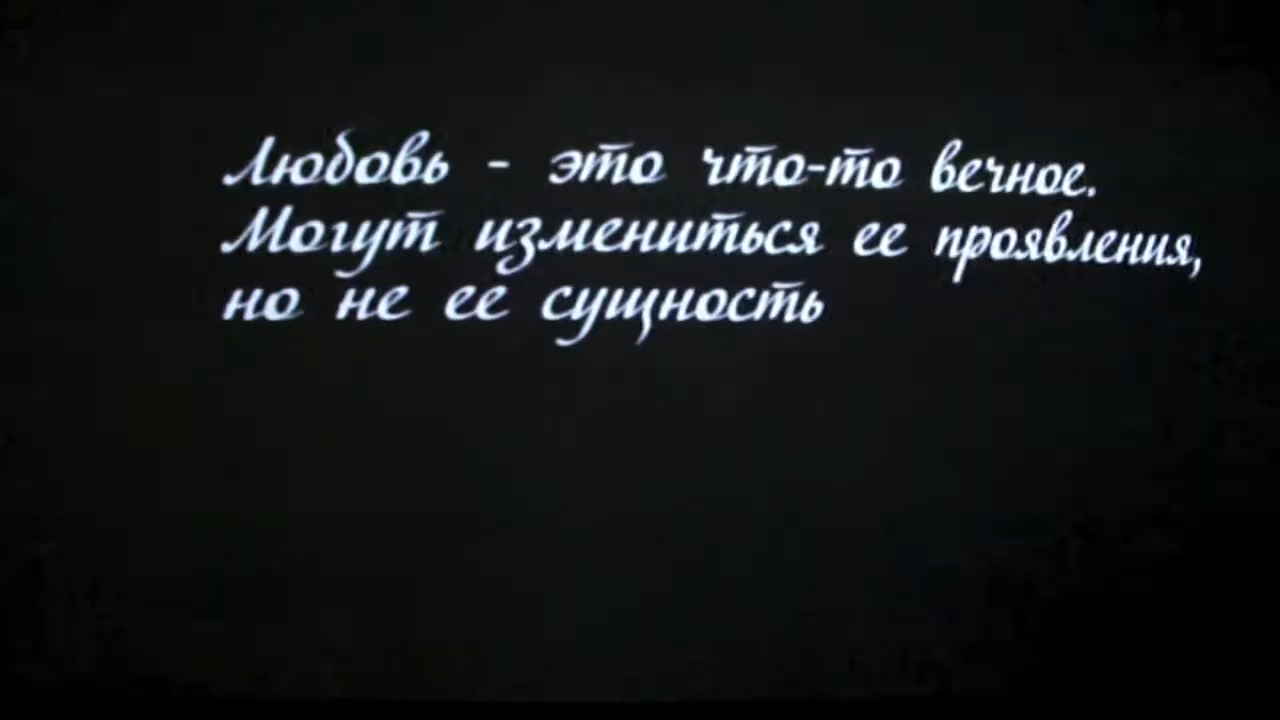 Любовь - это что-то вечное.
Могут измениться ее проявления,
но не ее сущность